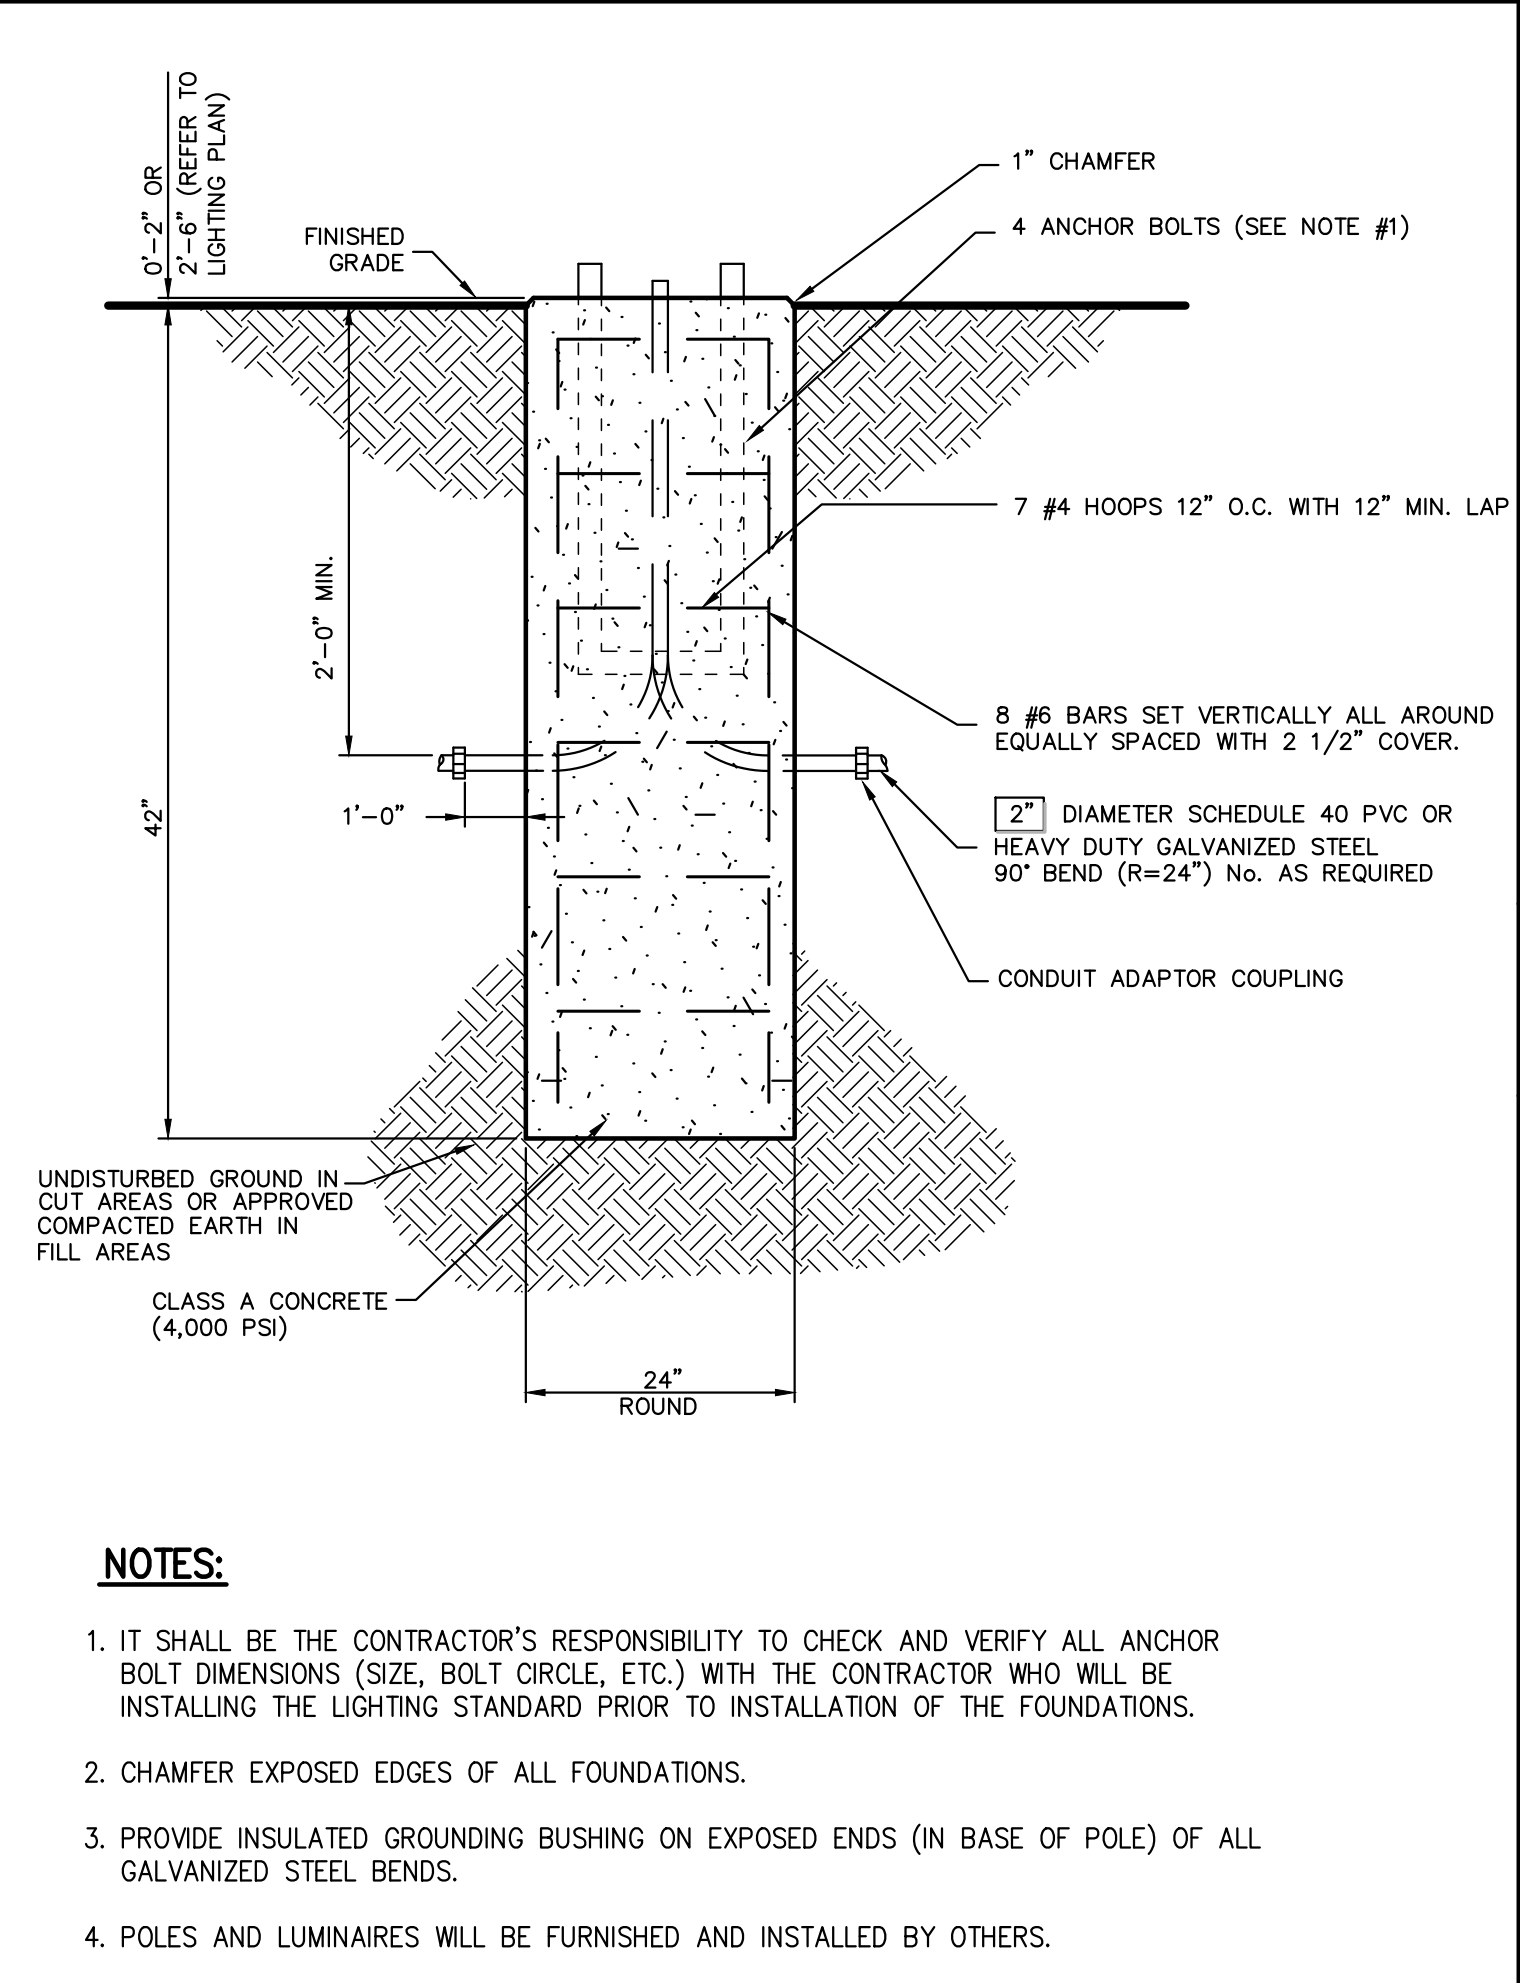 0'-2" OR
2'-6" (REFER TO
LIGHTING PLAN)
FINISHED
GRADE
1" CHAMFER
4 ANCHOR BOLTS (SEE NOTE #1)
7 #4 HOOPS 12" O.C. WITH 12" MIN. LAP
2'-0" MIN.
8 #6 BARS SET VERTICALLY ALL AROUND
EQUALLY SPACED WITH 2 1/2" COVER.
42"
1'-0"
2" DIAMETER SCHEDULE 40 PVC OR
HEAVY DUTY GALVANIZED STEEL
90° BEND (R=24") No. AS REQUIRED
CONDUIT ADAPTOR COUPLING
UNDISTURBED GROUND IN
CUT AREAS OR APPROVED
COMPACTED EARTH IN
FILL AREAS
CLASS A CONCRETE
(4,000 PSI)
24"
ROUND
NOTES:
1. IT SHALL BE THE CONTRACTOR'S RESPONSIBILITY TO CHECK AND VERIFY ALL ANCHOR
BOLT DIMENSIONS (SIZE, BOLT CIRCLE, ETC.) WITH THE CONTRACTOR WHO WILL BE
INSTALLING THE LIGHTING STANDARD PRIOR TO INSTALLATION OF THE FOUNDATIONS.
2. CHAMFER EXPOSED EDGES OF ALL FOUNDATIONS.
3. PROVIDE INSULATED GROUNDING BUSHING ON EXPOSED ENDS (IN BASE OF POLE) OF ALL
GALVANIZED STEEL BENDS.
4. POLES AND LUMINAIRES WILL BE FURNISHED AND INSTALLED BY OTHERS.